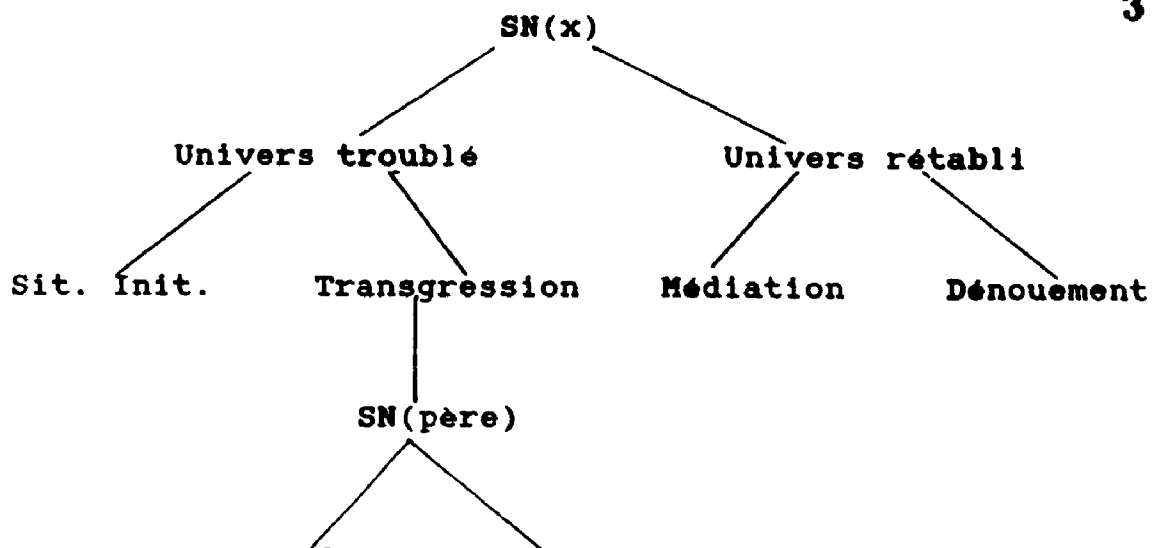 3
SN(x)
Univers troublé Univers rétabli
Sit. Init. Transgression Médiation Dénouement
SN(père)